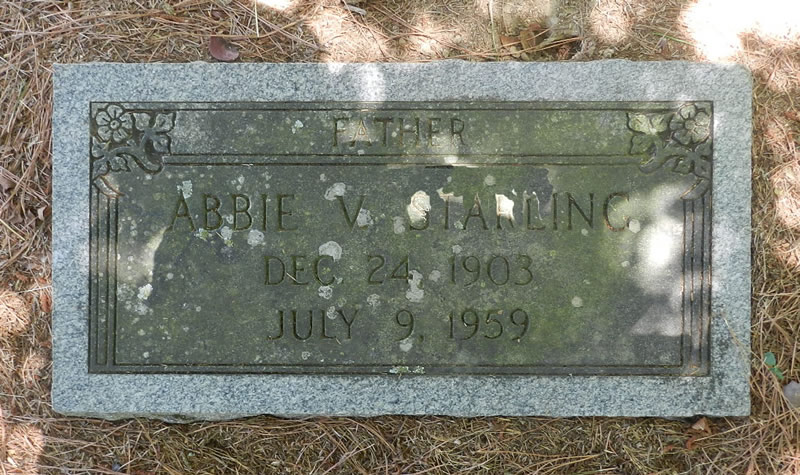 FATHER
ABBIE V. STARLING
DEC. 24, 1903
JULY 9, 1959